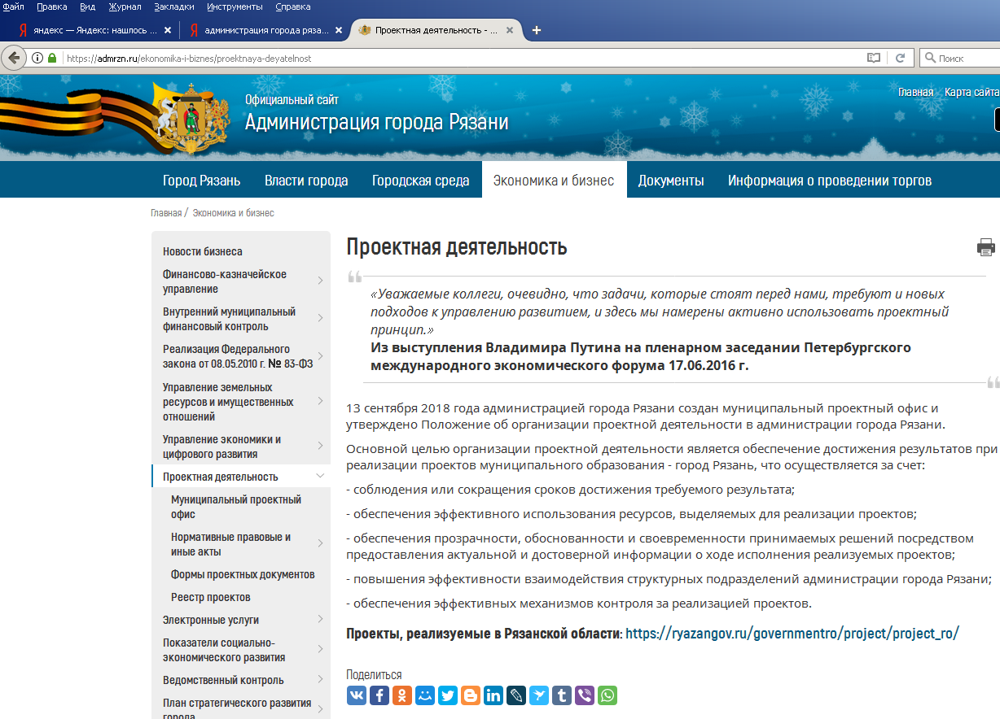 Файл Правка Вид Журнал Закладки Инструменты Справка
яндекс — Яндекс: нашлось ...
администрация города ряза...
Проектная деятельность - ...
https://admrzn.ru/ekonomika-i-biznes/proektnaya-deyatelnost
Поиск
Официальный сайт
Администрация города Рязани
Главная Карта сайта
Город Рязань Власти города Городская среда Экономика и бизнес Документы Информация о проведении торгов
Главная / Экономика и бизнес
Новости бизнеса
Финансово-казначейское
управление
Внутренний муниципальный
финансовый контроль
Реализация Федерального
закона от 08.05.2010 г. № 83-ФЗ
Управление земельных
ресурсов и имущественных
отношений
Управление экономики и
цифрового развития
Проектная деятельность
Муниципальный проектный
офис
Нормативные правовые и
иные акты
Формы проектных документов
Реестр проектов
Электронные услуги
Показатели социально-
экономического развития
Ведомственный контроль
План стратегического развития
города
Проектная деятельность
«Уважаемые коллеги, очевидно, что задачи, которые стоят перед нами, требуют и новых
подходов к управлению развитием, и здесь мы намерены активно использовать проектный
принцип.»
Из выступления Владимира Путина на пленарном заседании Петербургского
международного экономического форума 17.06.2016 г.
13 сентября 2018 года администрацией города Рязани создан муниципальный проектный офис и
утверждено Положение об организации проектной деятельности в администрации города Рязани.
Основной целью организации проектной деятельности является обеспечение достижения результатов при
реализации проектов муниципального образования - город Рязань, что осуществляется за счет:
- соблюдения или сокращения сроков достижения требуемого результата;
- обеспечения эффективного использования ресурсов, выделяемых для реализации проектов;
- обеспечения прозрачности, обоснованности и своевременности принимаемых решений посредством
предоставления актуальной и достоверной информации о ходе исполнения реализуемых проектов;
- повышения эффективности взаимодействия структурных подразделений администрации города Рязани;
- обеспечения эффективных механизмов контроля за реализацией проектов.
Проекты, реализуемые в Рязанской области: https://ryazangov.ru/governmentro/project/project_ro/
Поделиться